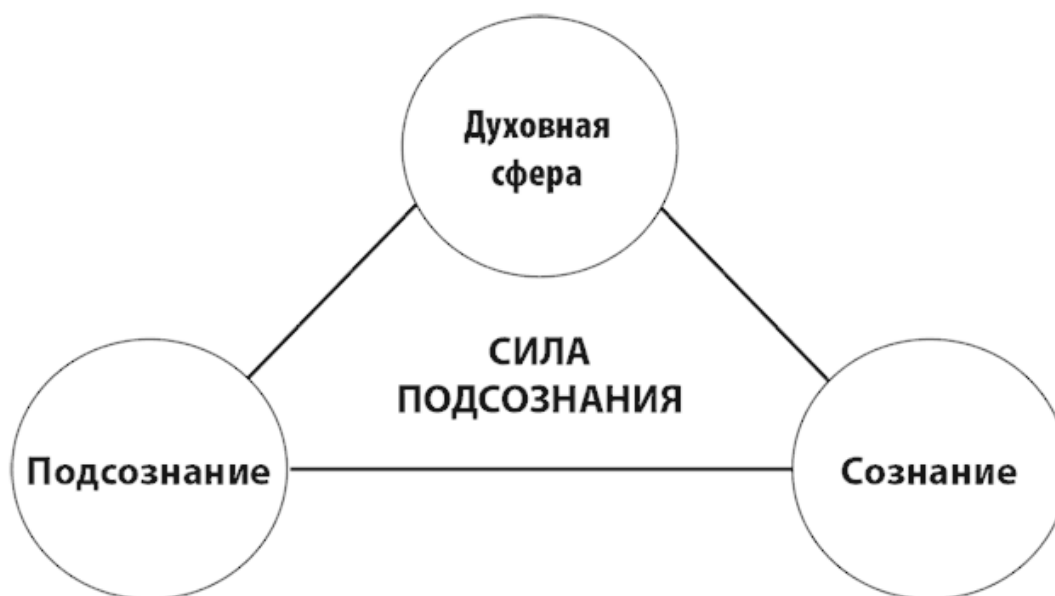 Духовная
сфера
СИЛА
ПОДСОЗНАНИЯ
Подсознание
Сознание